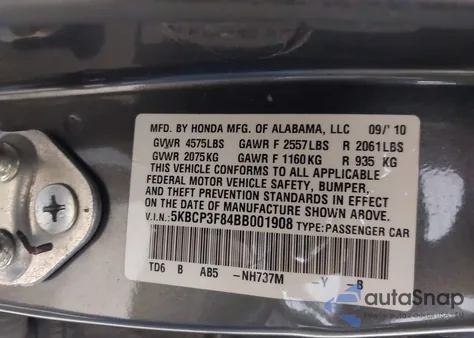 MFD. BY HONDA MFG. OF ALABAMA, LLC 09/'10
GVWR 4575LBS GAWR F 2557LBS R 2061LBS
GVWR 2075KG GAWR F 1160KG R 935 KG
THIS VEHICLE CONFORMS TO ALL APPLICABLE
FEDERAL MOTOR VEHICLE SAFETY, BUMPER,
AND THEFT PREVENTION STANDARDS IN EFFECT
ON THE DATE OF MANUFACTURE SHOWN ABOVE.
V.I.N: 5KBCP3F84BB001908 TYPE: PASSENGER CAR
TD6 B AB5 -NH737M -Y -B
autoSnap